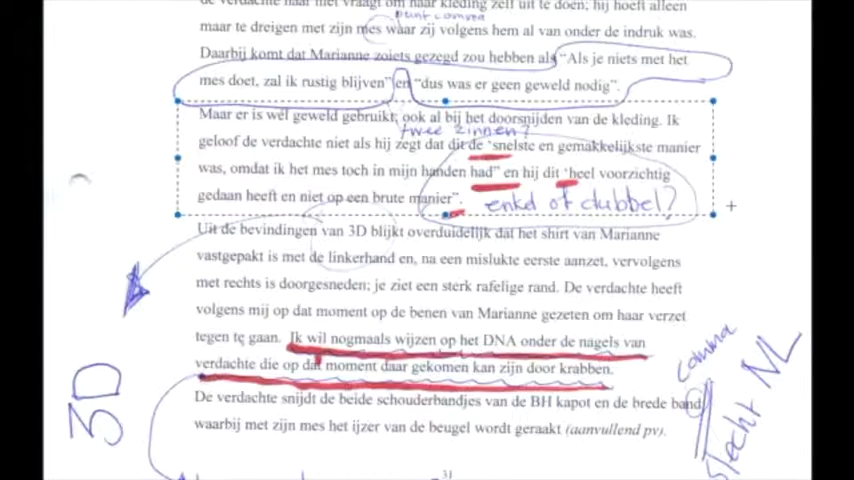 de verdachte haar niet vraagt om haar kleding zelf uit te doen; hij hoeft alleen
punt comma
maar te dreigen met zijn mes waar zij volgens hem al van onder de indruk was.
Daarbij komt dat Marianne zoiets gezegd zou hebben als “Als je niets met het
mes doet, zal ik rustig blijven” en “dus was er geen geweld nodig”.
Maar er is wél geweld gebruikt; ook al bij het doorsnijden van de kleding. Ik
twee zinnen?
geloof de verdachte niet als hij zegt dat dit de ‘snelste en gemakkelijkste manier
was, omdat ik het mes toch in mijn handen had” en hij dit ‘heel voorzichtig
gedaan heeft en niet op een brute manier”.
enkel of dubbel?
Uit de bevindingen van 3D blijkt overduidelijk dat het shirt van Marianne
vastgepakt is met de linkerhand en, na een mislukte eerste aanzet, vervolgens
met rechts is doorgesneden; je ziet een sterk rafelige rand. De verdachte heeft
volgens mij op dat moment op de benen van Marianne gezeten om haar verzet
tegen te gaan. Ik wil nogmaals wijzen op het DNA onder de nagels van
verdachte die op dat moment daar gekomen kan zijn door krabben.
De verdachte snijdt de beide schouderbandjes van de BH kapot en de brede band,
waarbij met zijn mes het ijzer van de beugel wordt geraakt (aanvullend pv).
3D
comma
slecht NL
31